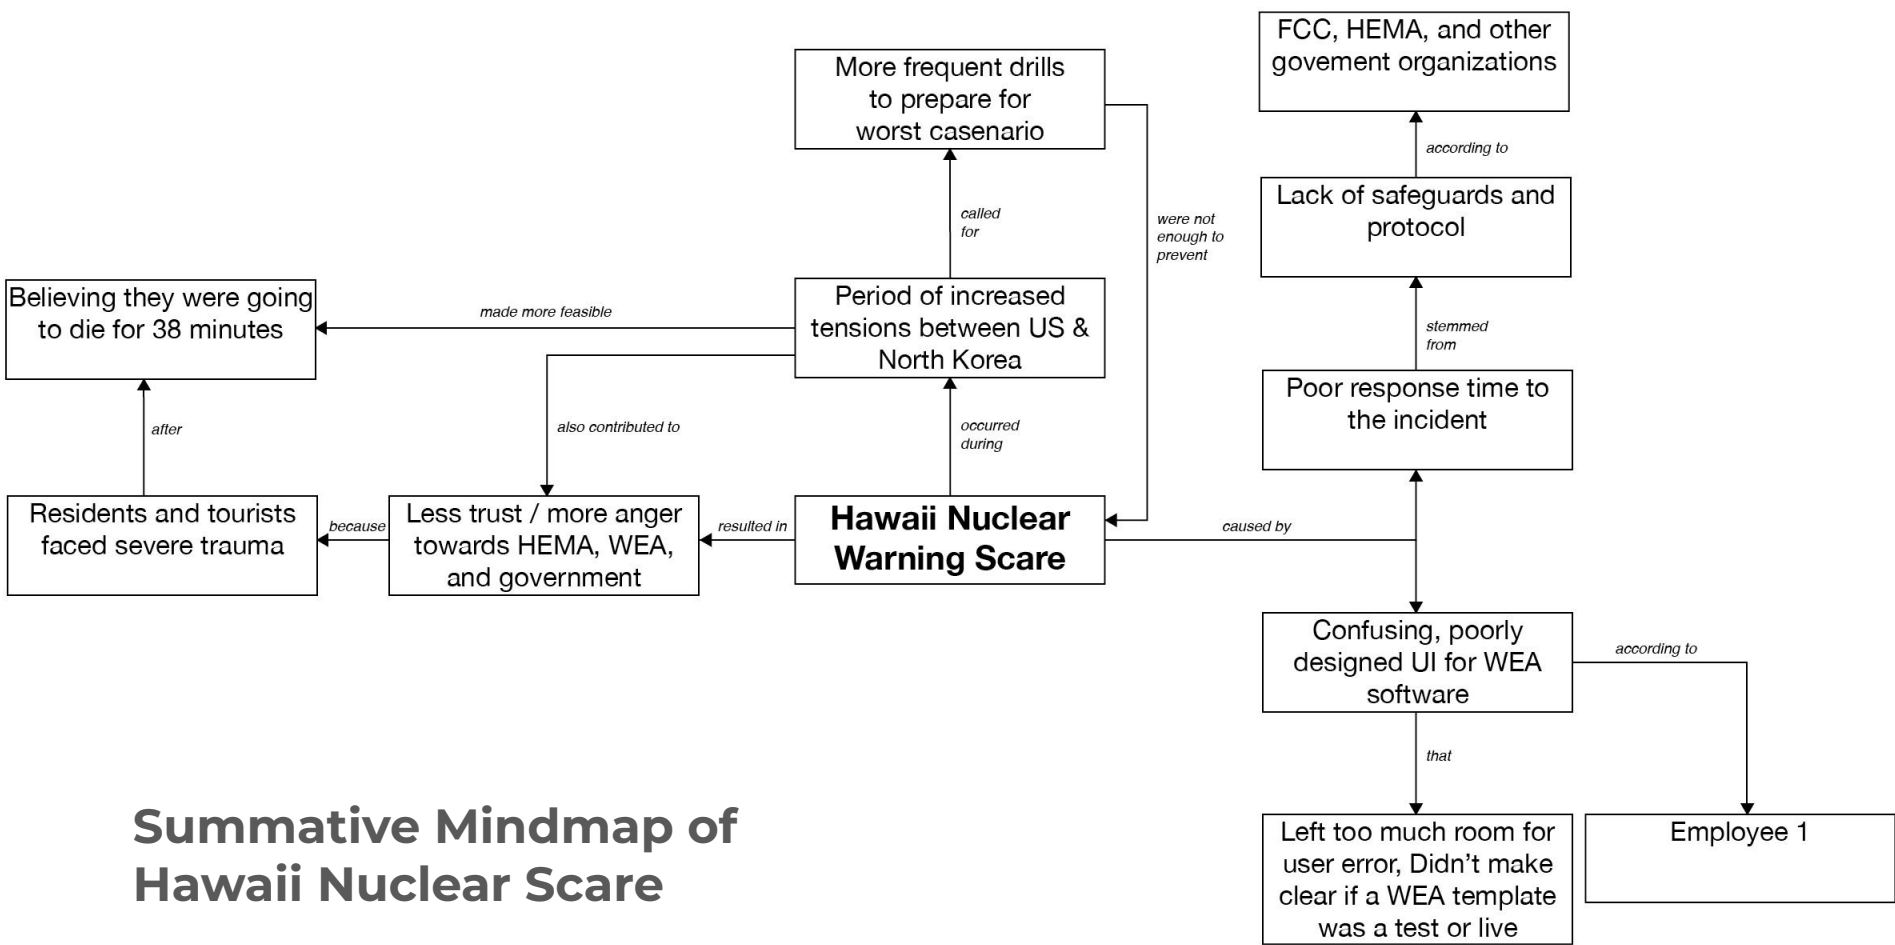 FCC, HEMA, and other
govement organizations
More frequent drills
to prepare for
worst casenario
according to
Lack of safeguards and
protocol
called
for
were not
enough to
prevent
Believing they were going
to die for 38 minutes
made more feasible
Period of increased
tensions between US &
North Korea
stemmed
from
Poor response time to
the incident
after
also contributed to
occurred
during
Residents and tourists
faced severe trauma
because
Less trust / more anger
towards HEMA, WEA,
and government
resulted in
Hawaii Nuclear
Warning Scare
caused by
Confusing, poorly
designed UI for WEA
software
according to
that
Left too much room for
user error, Didn't make
clear if a WEA template
was a test or live
Employee 1
Summative Mindmap of
Hawaii Nuclear Scare